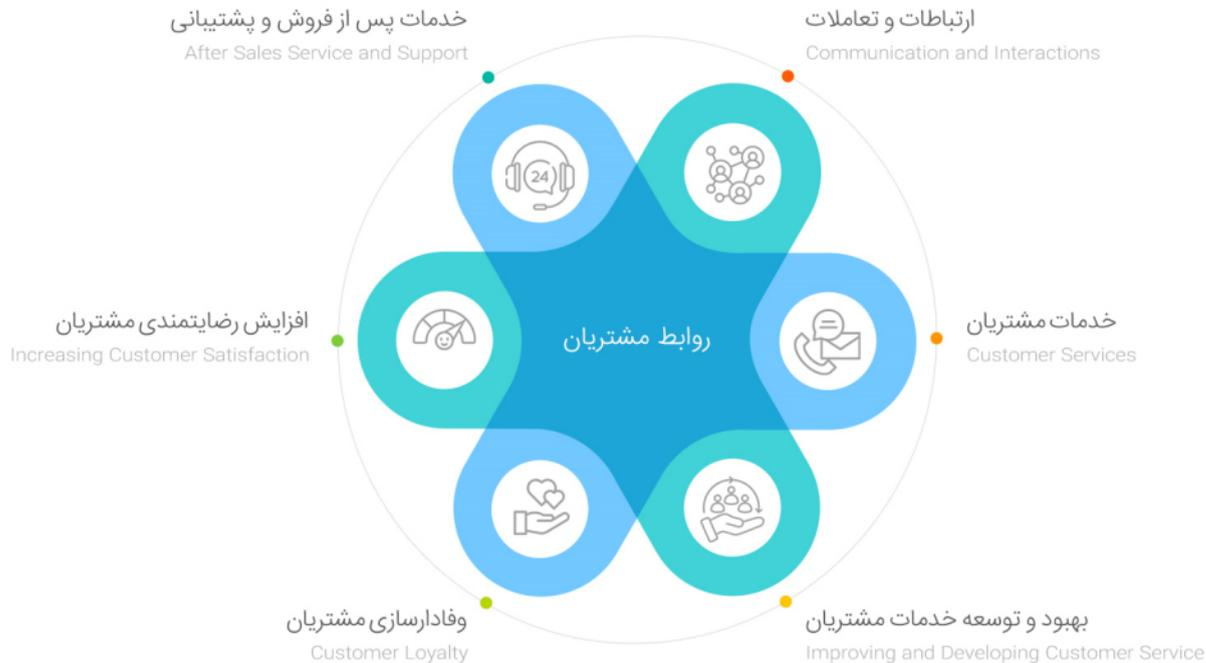 خدمات پس از فروش و پشتیبانی
After Sales Service and Support
ارتباطات و تعاملات
Communication and Interactions
24
افزایش رضایتمندی مشتریان
Increasing Customer Satisfaction
روابط مشتریان
خدمات مشتریان
Customer Services
وفادارسازی مشتریان
Customer Loyalty
بهبود و توسعه خدمات مشتریان
Improving and Developing Customer Service